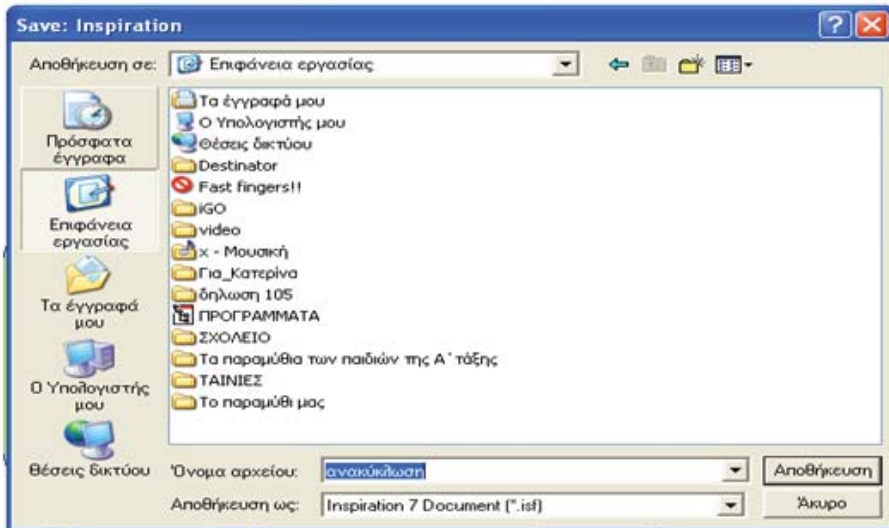 Save: Inspiration
Αποθήκευση σε: Επιφάνεια εργασίας
Πρόσφατα
έγγραφα
Επιφάνεια
εργασίας
Τα έγγραφά
μου
Ο Υπολογιστής
μου
Θέσεις δικτύου
Τα έγγραφά μου
Ο Υπολογιστής μου
Θέσεις δικτύου
Destinator
Fast fingers!!
iGO
video
x - Μουσική
Για_Κατερίνα
δηλωση 105
ΠΡΟΓΡΑΜΜΑΤΑ
ΣΧΟΛΕΙΟ
Τα παραμύθια των παιδιών της Α΄ τάξης
ΤΑΙΝΙΕΣ
Το παραμύθι μας
Όνομα αρχείου: ανακύκλωση Αποθήκευση
Αποθήκευση ως: Inspiration 7 Document (*.isf) Άκυρο